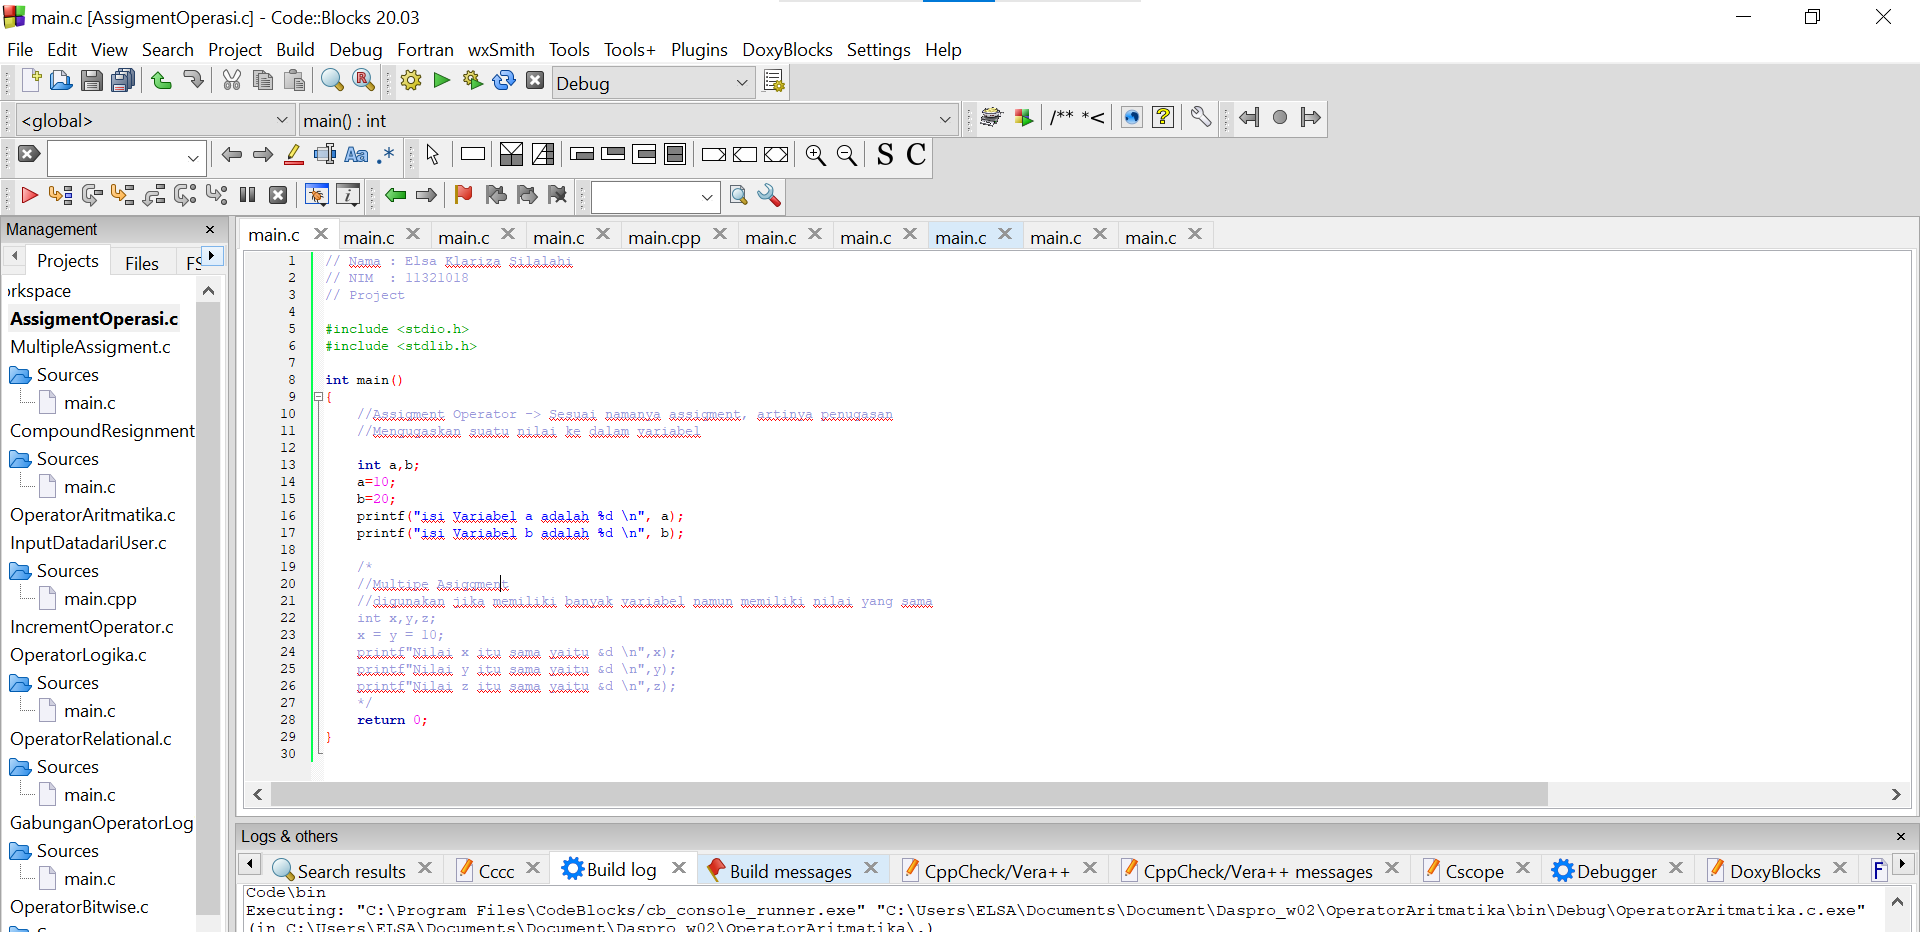 main.c [AssigmentOperasi.c] - Code::Blocks 20.03
File Edit View Search Project Build Debug Fortran wxSmith Tools Tools+ Plugins DoxyBlocks Settings Help
Debug
<global> main() : int /** *<
Aa .* S C
Management
Projects Files FS
main.c main.c main.c main.c main.cpp main.c main.c main.c main.c main.c
orkspace
AssigmentOperasi.c
MultipleAssigment.c
Sources
main.c
CompoundResignment
Sources
main.c
OperatorAritmatika.c
InputDatadariUser.c
Sources
main.cpp
IncrementOperator.c
OperatorLogika.c
Sources
main.c
OperatorRelational.c
Sources
main.c
GabunganOperatorLog
Sources
main.c
OperatorBitwise.c
1 // Nama : Elsa Klariza Silalahi
2 // NIM  : 11321018
3 // Project
4
5 #include <stdio.h>
6 #include <stdlib.h>
7
8 int main()
9 {
10     //Assigment Operator -> Sesuai namanya assigment, artinya penugasan
11     //Mengugaskan suatu nilai ke dalam variabel
12
13     int a,b;
14     a=10;
15     b=20;
16     printf("isi Variabel a adalah %d \n", a);
17     printf("isi Variabel b adalah %d \n", b);
18
19     /*
20     //Multipe Asiggment
21     //digunakan jika memiliki banyak variabel namun memiliki nilai yang sama
22     int x,y,z;
23     x = y = 10;
24     printf"Nilai x itu sama yaitu &d \n",x);
25     printf"Nilai y itu sama yaitu &d \n",y);
26     printf"Nilai z itu sama yaitu &d \n",z);
27     */
28     return 0;
29 }
30
Logs & others
Search results Cccc Build log Build messages CppCheck/Vera++ CppCheck/Vera++ messages Cscope Debugger DoxyBlocks F
Code\bin
Executing: "C:\Program Files\CodeBlocks/cb_console_runner.exe" "C:\Users\ELSA\Documents\Document\Daspro_w02\OperatorAritmatika\bin\Debug\OperatorAritmatika.c.exe"
(in C:\Users\ELSA\Documents\Document\Daspro_w02\OperatorAritmatika\.)